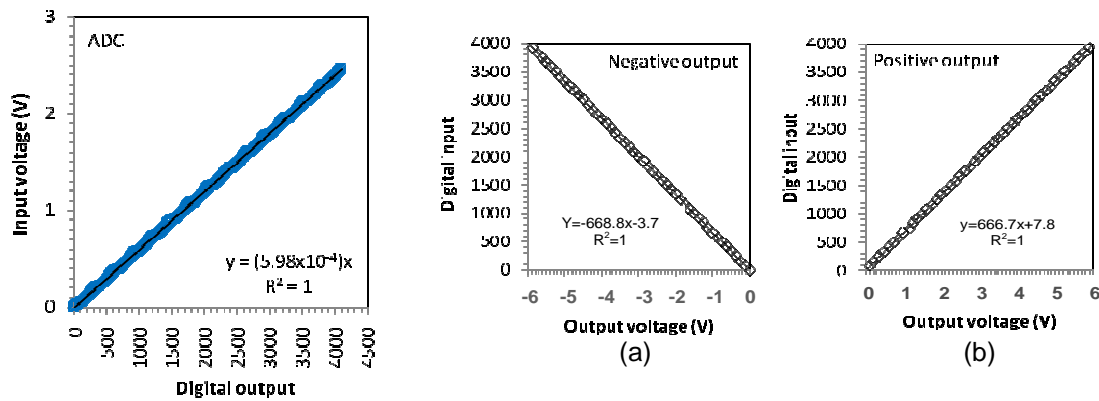 ADC
3
2
1
0
Input voltage (V)
y = (5.98x10⁻⁴)x
R² = 1
0
500
1000
1500
2000
2500
3000
3500
4000
4500
Digital output
4000
3500
3000
2500
2000
1500
1000
500
0
Digital input
Negative output
Y=-668.8x-3.7
R²=1
-6
-5
-4
-3
-2
-1
0
Output voltage (V)
(a)
4000
3500
3000
2500
2000
1500
1000
500
0
Digital input
Positive output
y=666.7x+7.8
R²=1
0
1
2
3
4
5
6
Output voltage (V)
(b)